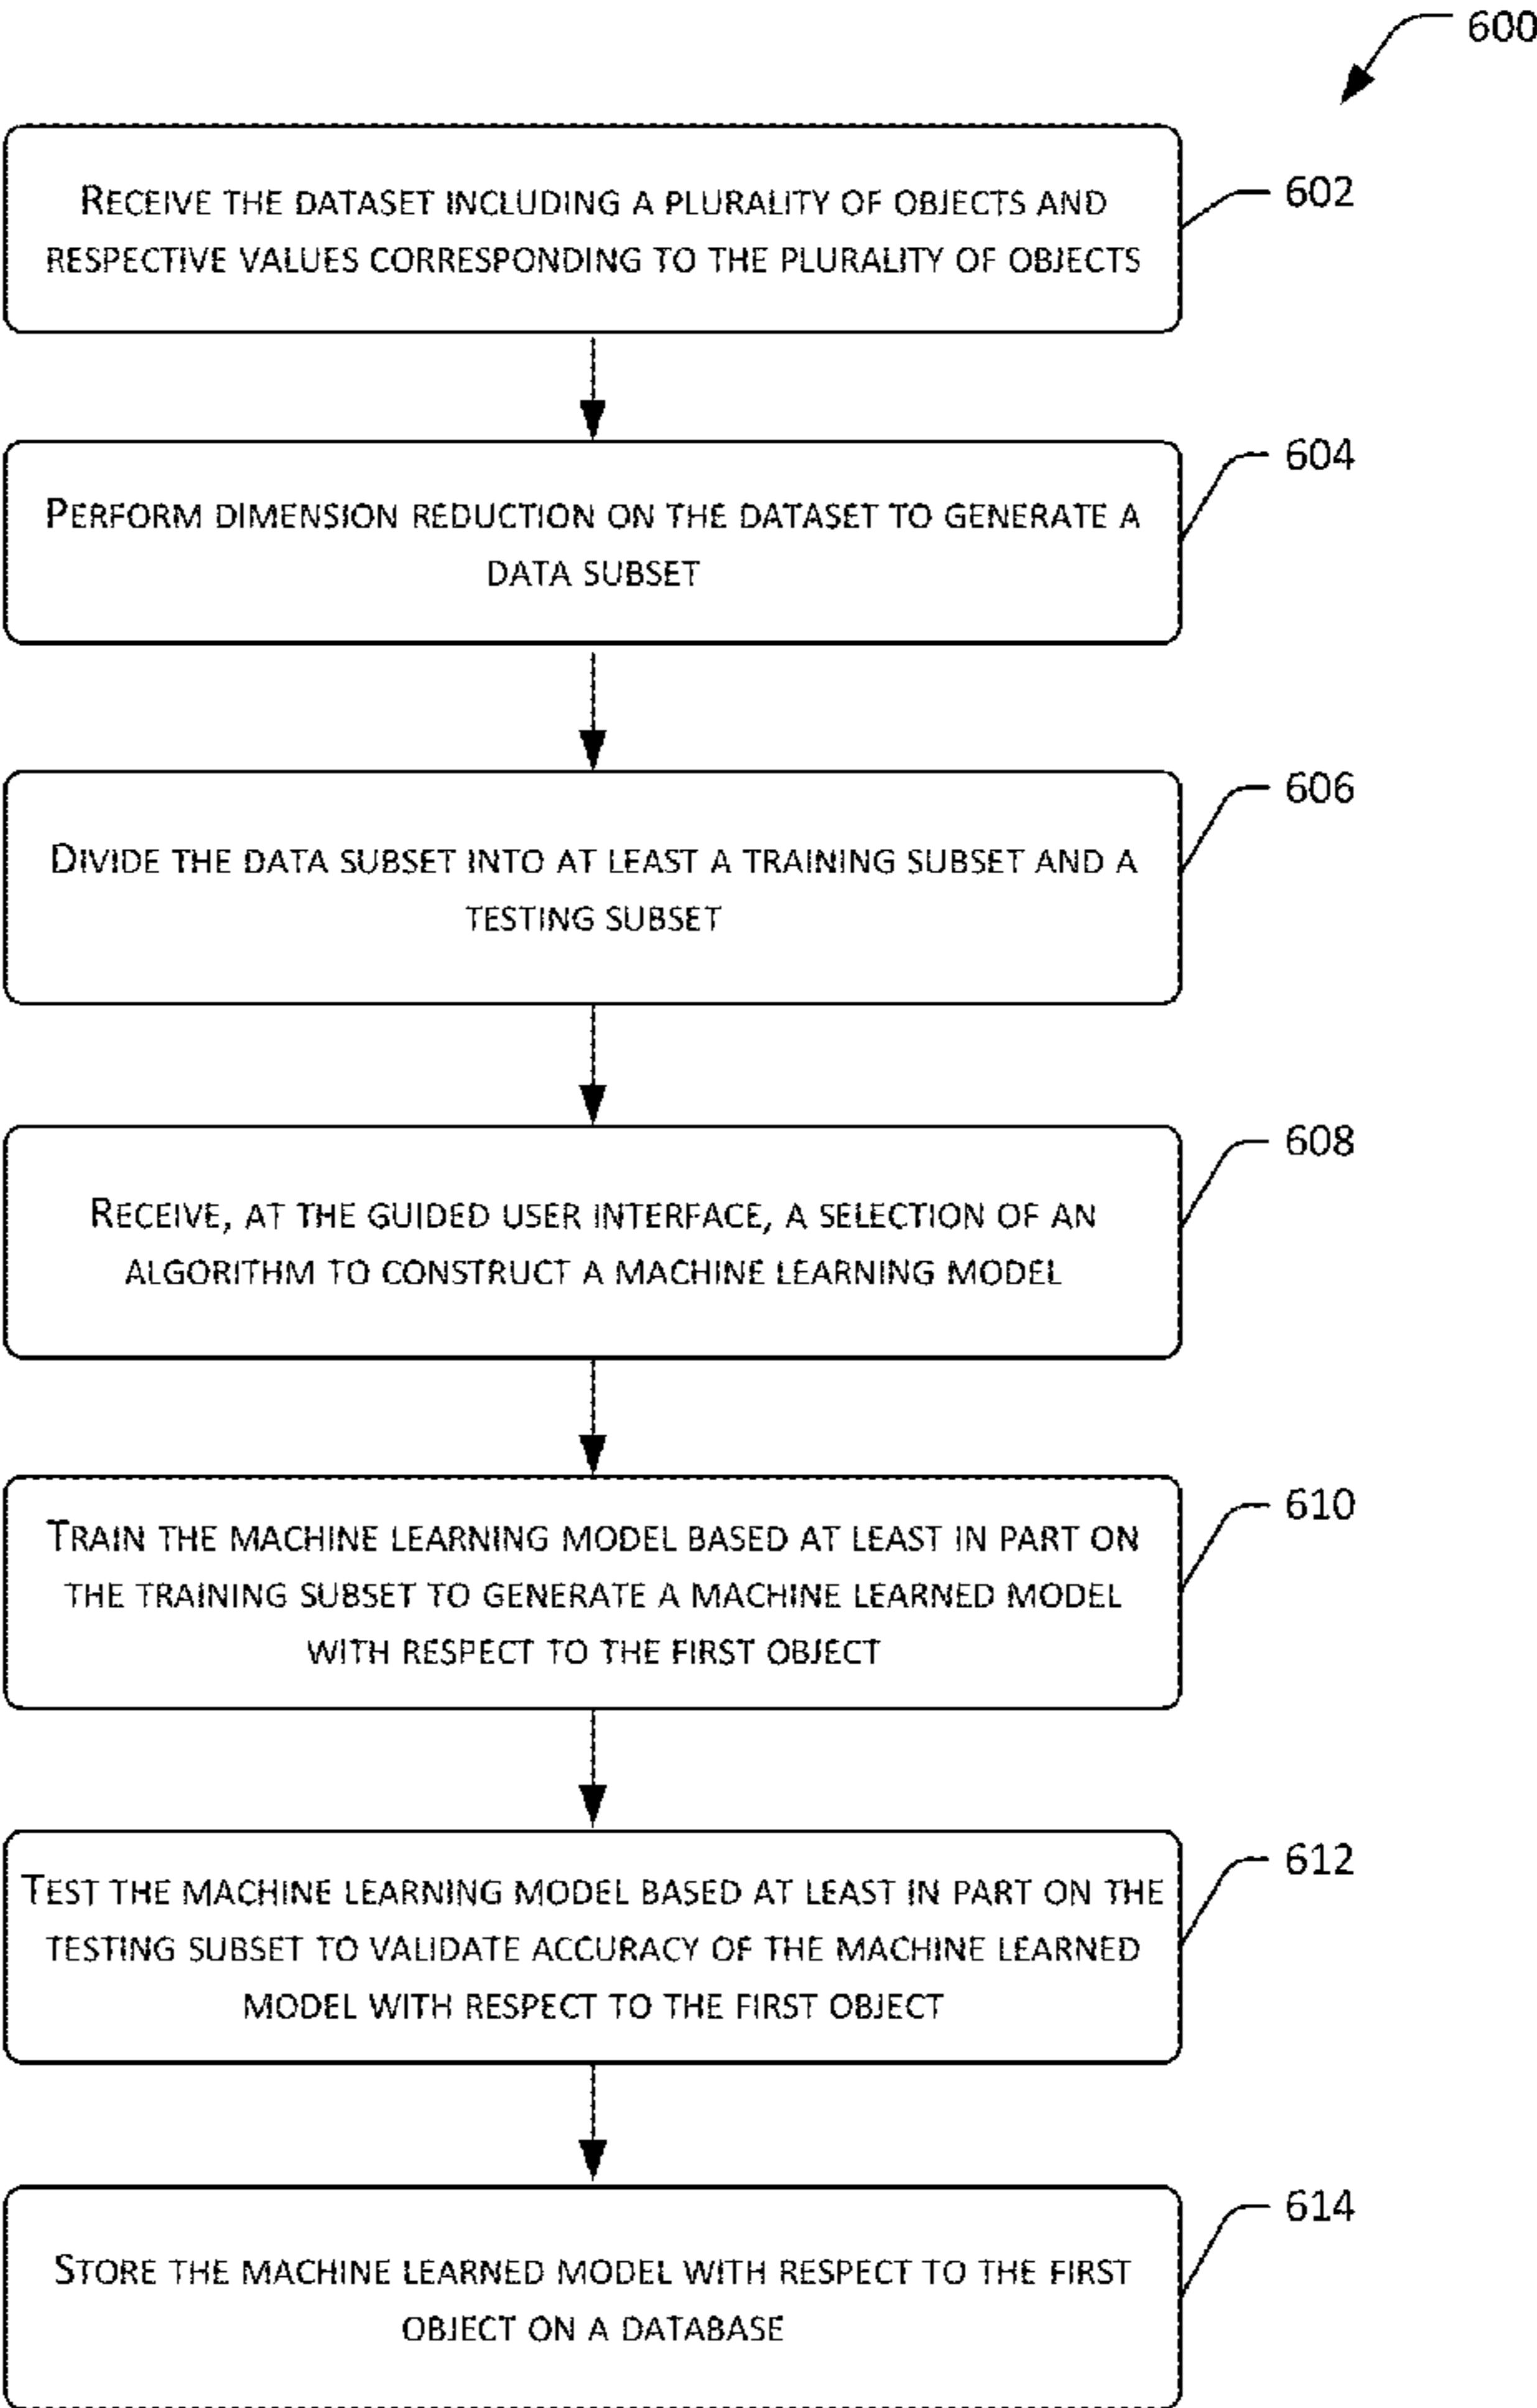 600
RECEIVE THE DATASET INCLUDING A PLURALITY OF OBJECTS AND
RESPECTIVE VALUES CORRESPONDING TO THE PLURALITY OF OBJECTS
602
PERFORM DIMENSION REDUCTION ON THE DATASET TO GENERATE A
DATA SUBSET
604
DIVIDE THE DATA SUBSET INTO AT LEAST A TRAINING SUBSET AND A
TESTING SUBSET
606
RECEIVE, AT THE GUIDED USER INTERFACE, A SELECTION OF AN
ALGORITHM TO CONSTRUCT A MACHINE LEARNING MODEL
608
TRAIN THE MACHINE LEARNING MODEL BASED AT LEAST IN PART ON
THE TRAINING SUBSET TO GENERATE A MACHINE LEARNED MODEL
WITH RESPECT TO THE FIRST OBJECT
610
TEST THE MACHINE LEARNING MODEL BASED AT LEAST IN PART ON THE
TESTING SUBSET TO VALIDATE ACCURACY OF THE MACHINE LEARNED
MODEL WITH RESPECT TO THE FIRST OBJECT
612
STORE THE MACHINE LEARNED MODEL WITH RESPECT TO THE FIRST
OBJECT ON A DATABASE
614